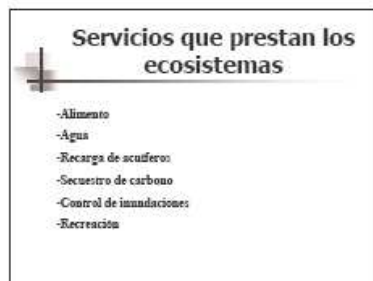 Servicios que prestan los
ecosistemas
-Alimento
-Agua
-Recarga de acuíferos
-Secuestro de carbono
-Control de inundaciones
-Recreación